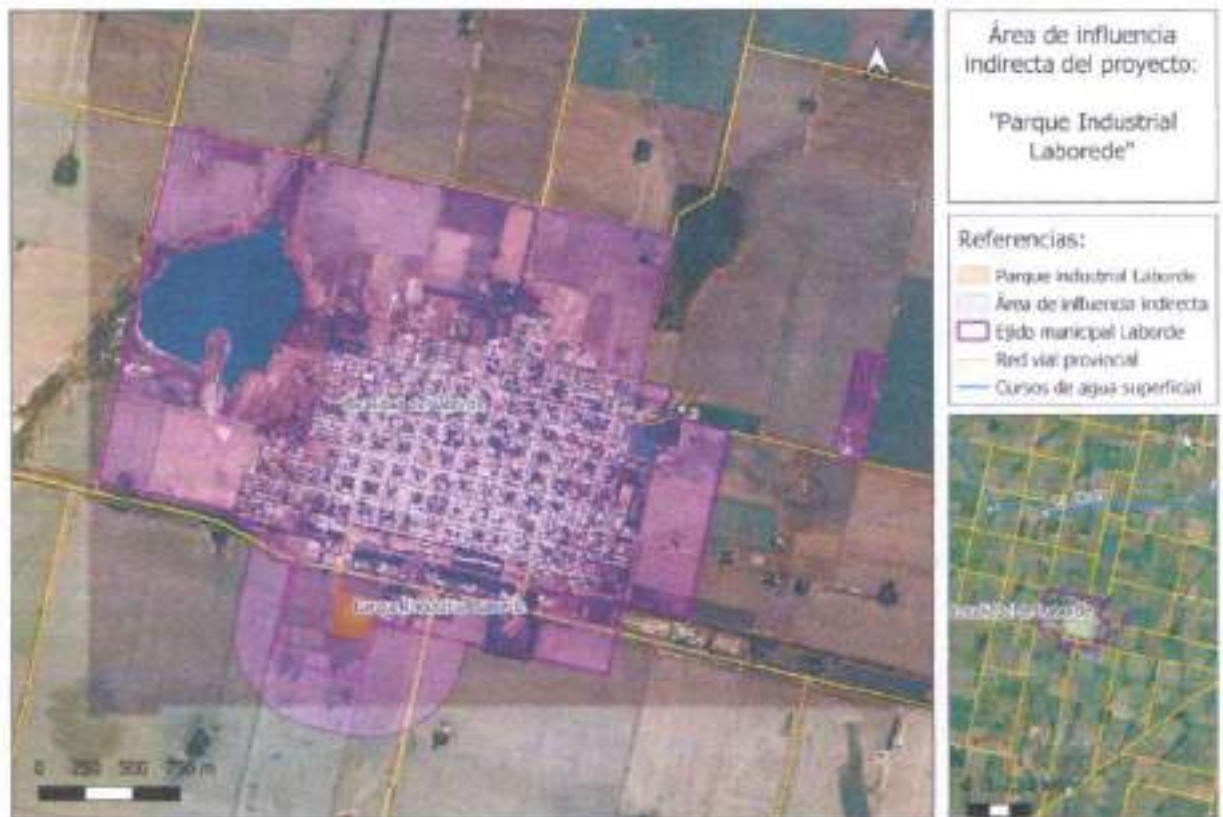 Área de influencia
indirecta del proyecto:
"Parque Industrial
Laborede"
Referencias:
Parque industrial Laborde
Área de influencia indirecta
Ejido municipal Laborde
Red vial provincial
Cursos de agua superficial
0 250 500 750 m